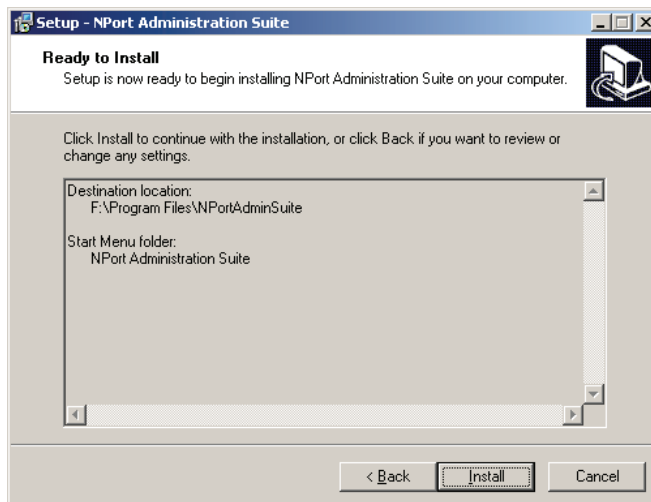 Setup - NPort Administration Suite
Ready to Install
Setup is now ready to begin installing NPort Administration Suite on your computer.
Click Install to continue with the installation, or click Back if you want to review or
change any settings.
Destination location:
F:\Program Files\NPortAdminSuite
Start Menu folder:
NPort Administration Suite
< Back
Install
Cancel